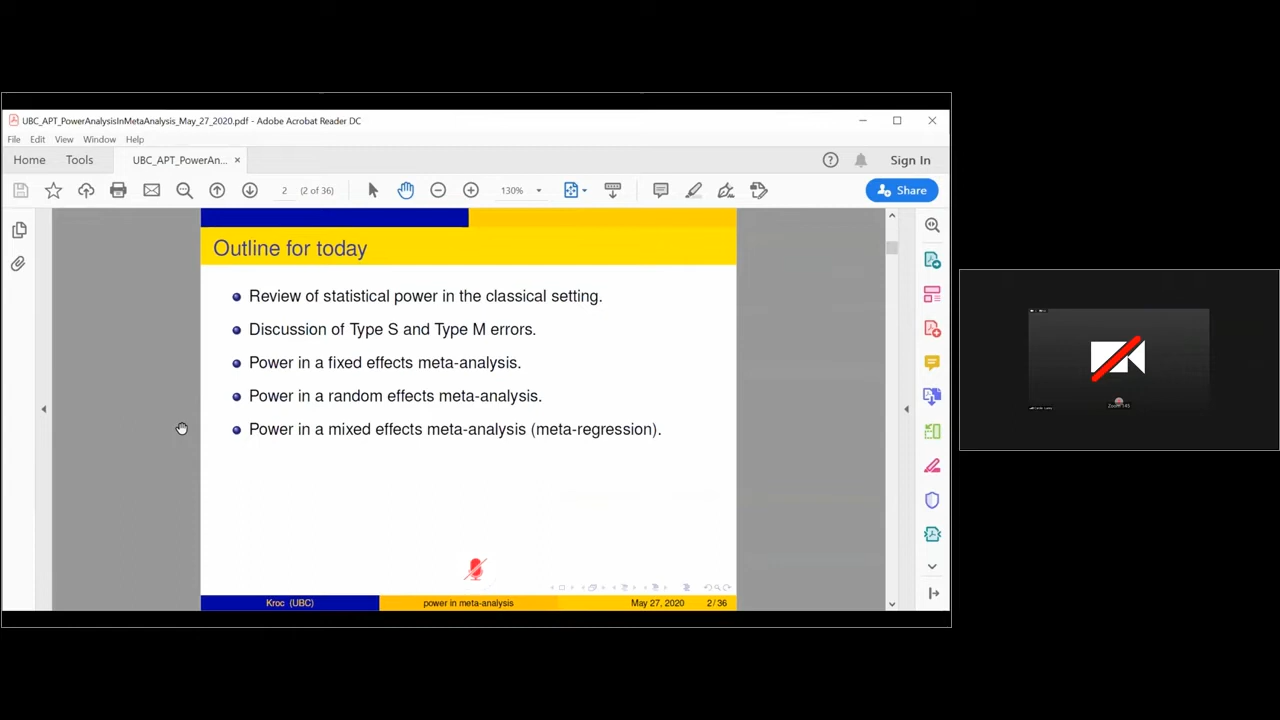 UBC_APT_PowerAnalysisInMetaAnalysis_May_27_2020.pdf - Adobe Acrobat Reader DC
File Edit View Window Help
Home Tools UBC_APT_PowerAn... × Sign In
2 (2 of 36) 130% Share
Outline for today
Review of statistical power in the classical setting.
Discussion of Type S and Type M errors.
Power in a fixed effects meta-analysis.
Power in a random effects meta-analysis.
Power in a mixed effects meta-analysis (meta-regression).
Kroc (UBC) power in meta-analysis May 27, 2020 2/36